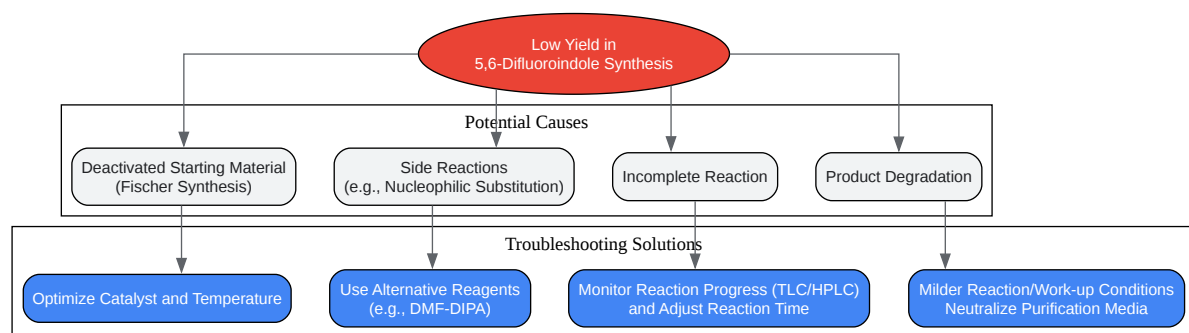 Low Yield in
5,6-Difluoroindole Synthesis
Potential Causes
Deactivated Starting Material
(Fischer Synthesis)
Side Reactions
(e.g., Nucleophilic Substitution)
Incomplete Reaction
Product Degradation
Troubleshooting Solutions
Optimize Catalyst and Temperature
Use Alternative Reagents
(e.g., DMF-DIPA)
Monitor Reaction Progress (TLC/HPLC)
and Adjust Reaction Time
Milder Reaction/Work-up Conditions
Neutralize Purification Media